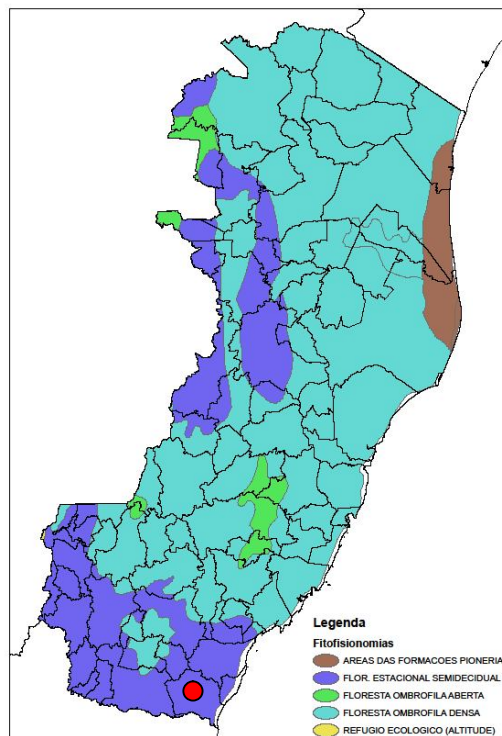 Legenda
Fitofisionomias
AREAS DAS FORMACOES PIONERIA
FLOR. ESTACIONAL SEMIDECIDUAL
FLORESTA OMBROFILA ABERTA
FLORESTA OMBROFILA DENSA
REFUGIO ECOLOGICO (ALTITUDE)